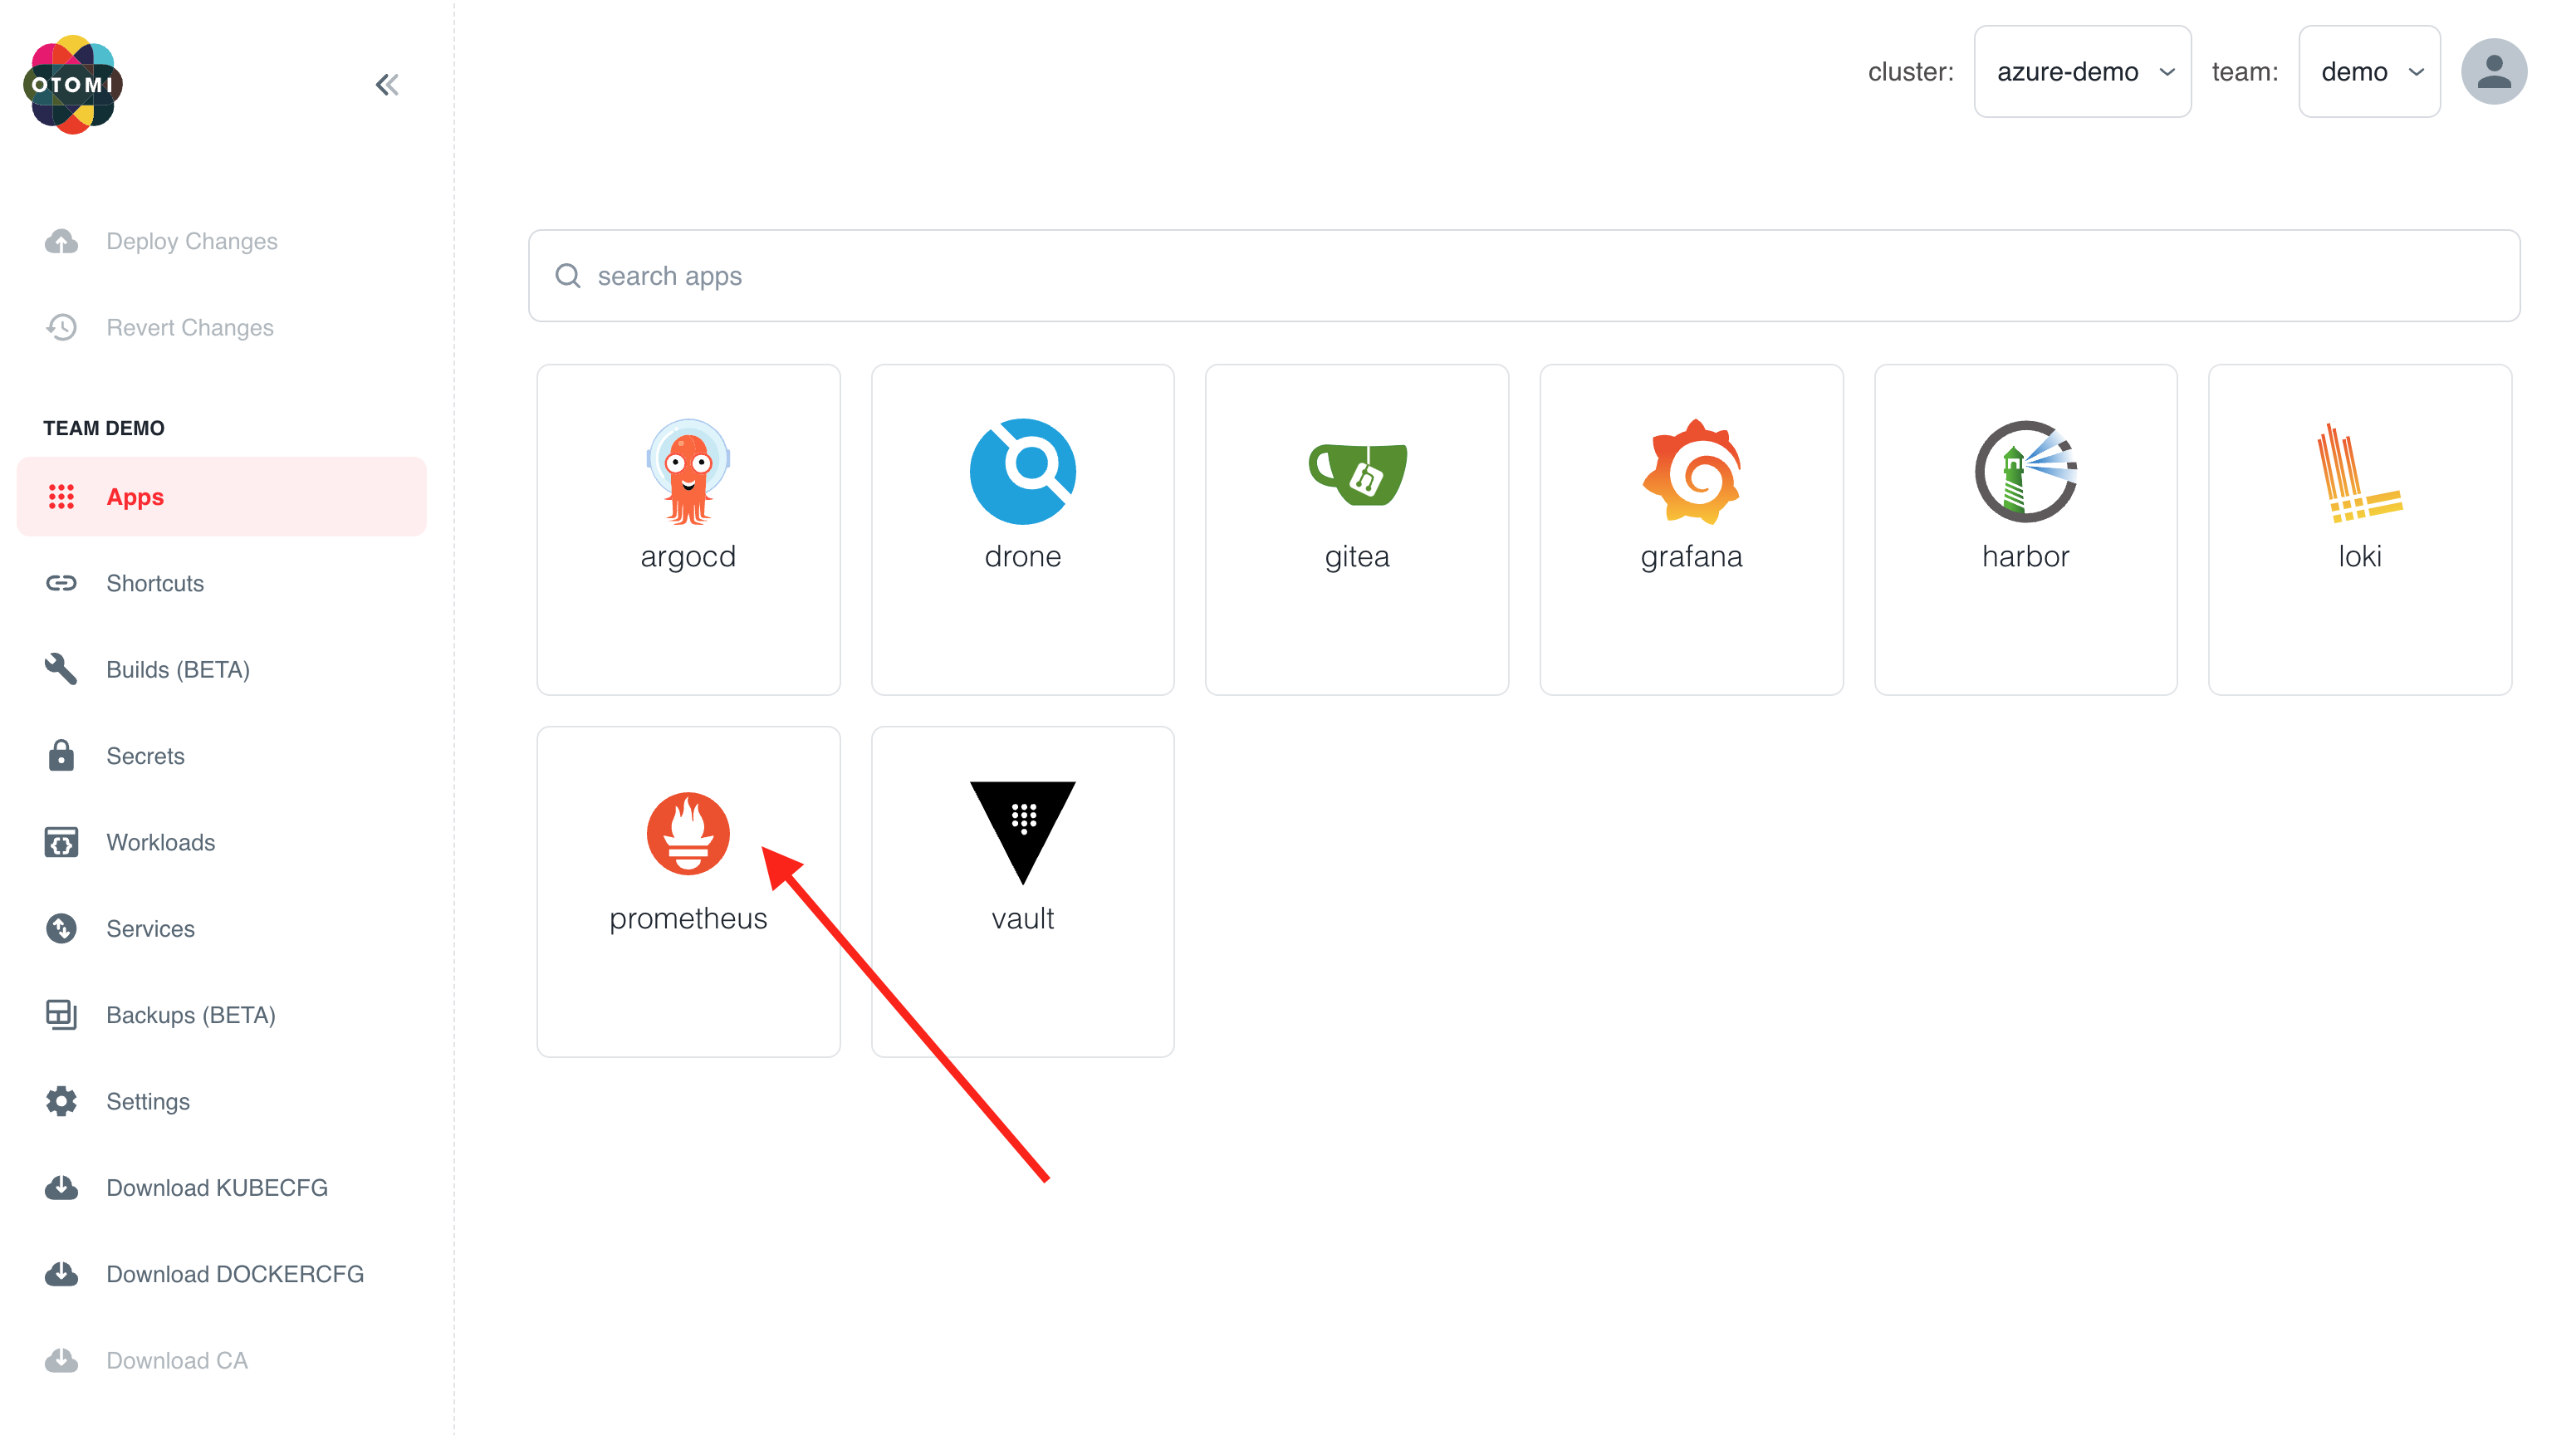 OTOMI
cluster: azure-demo team: demo
Deploy Changes
Revert Changes
TEAM DEMO
Apps
Shortcuts
Builds (BETA)
Secrets
Workloads
Services
Backups (BETA)
Settings
Download KUBECFG
Download DOCKERCFG
Download CA
search apps
argocd
drone
gitea
grafana
harbor
loki
prometheus
vault